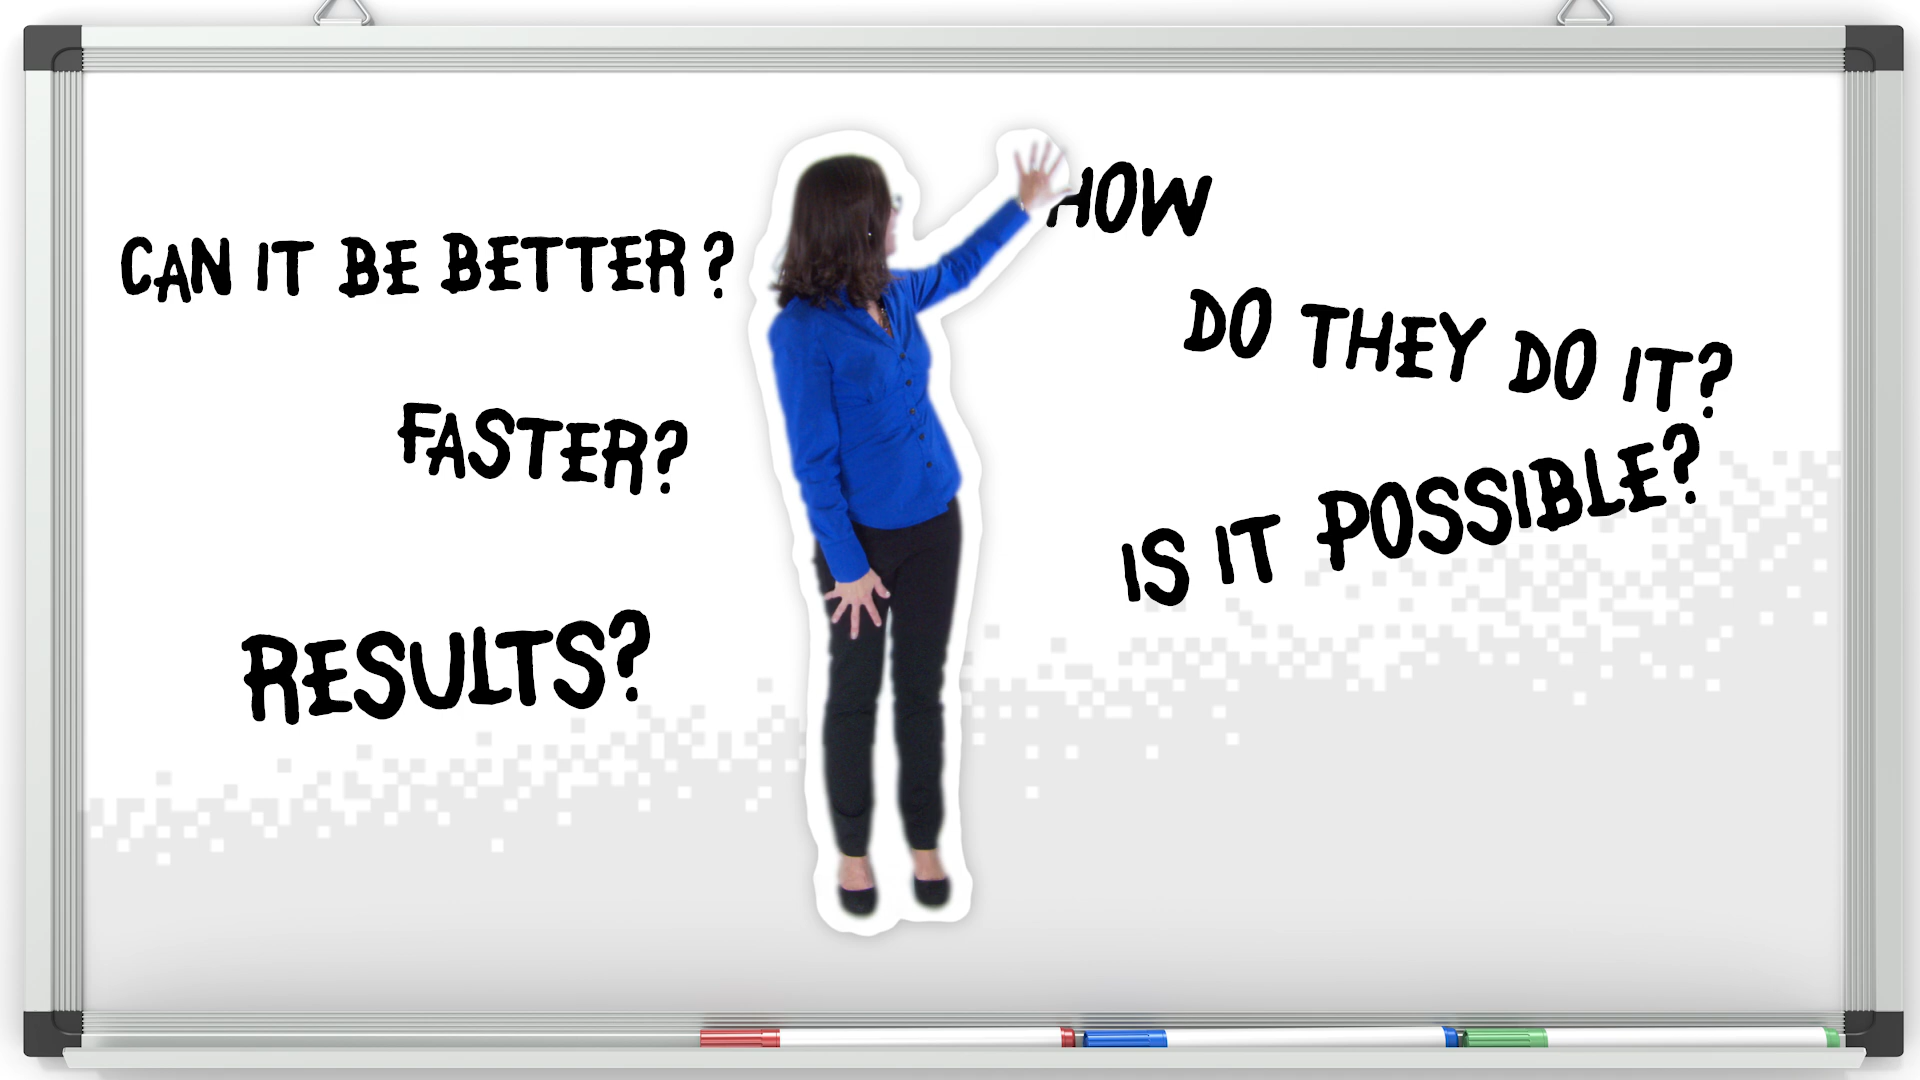 CAN IT BE BETTER ?
FASTER?
RESULTS?
HOW
DO THEY DO IT?
IS IT POSSIBLE?